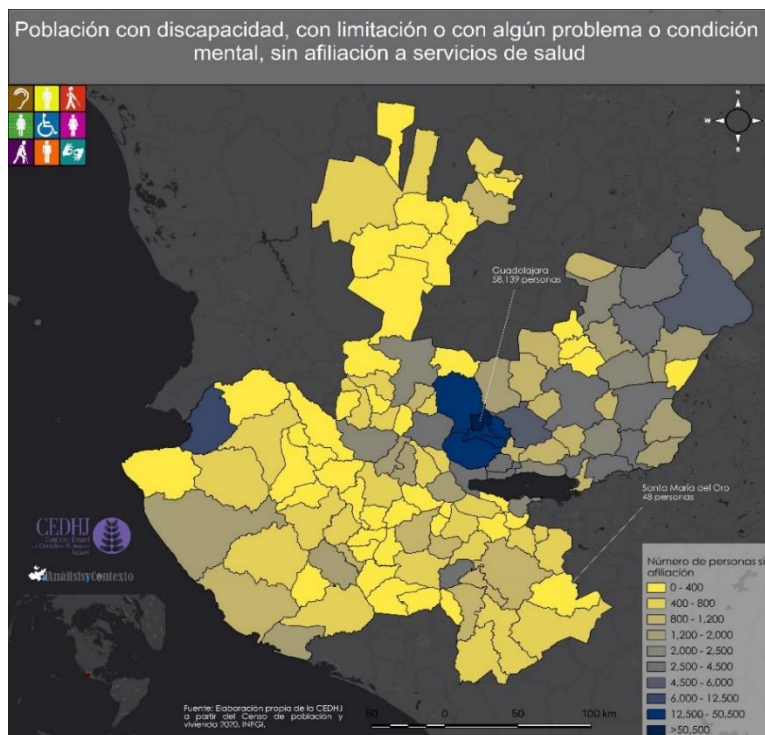 Población con discapacidad, con limitación o con algún problema o condición
mental, sin afiliación a servicios de salud
N
W
E
S
Guadalajara
58,139 personas
Santa María del Oro
48 personas
CEDHJ
Jalisco
AnálisisyContexto
Número de personas si
afiliación
0 - 400
400 - 800
800 - 1,200
1,200 - 2,000
2,000 - 2,500
2,500 - 4,500
4,500 - 6,000
6,000 - 12,500
12,500 - 50,500
>50,500
Fuente: Elaboración propia de la CEDHJ
a partir del Censo de población y
vivienda 2020, INEGI.
50 0 50 100 km